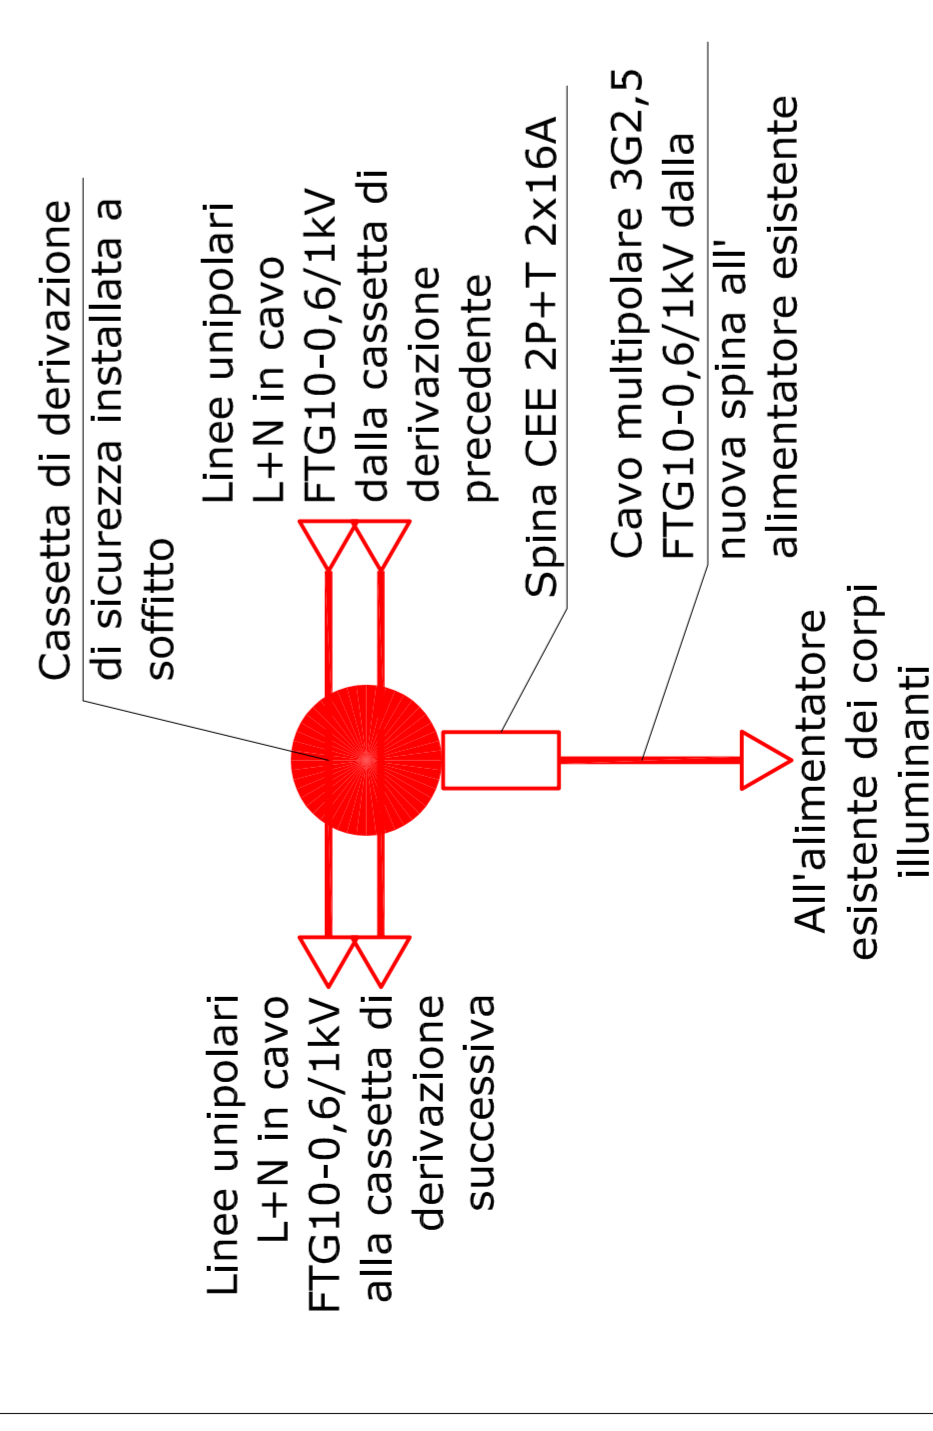 Cassetta di derivazione
di sicurezza installata a
soffitto
Linee unipolari
L+N in cavo
FTG10-0,6/1kV
alla cassetta di
derivazione
successiva
Linee unipolari
L+N in cavo
FTG10-0,6/1kV
dalla cassetta di
derivazione
precedente
Spina CEE 2P+T 2x16A
Cavo multipolare 3G2,5
FTG10-0,6/1kV dalla
nuova spina all'
alimentatore esistente
All'alimentatore
esistente dei corpi
illuminanti